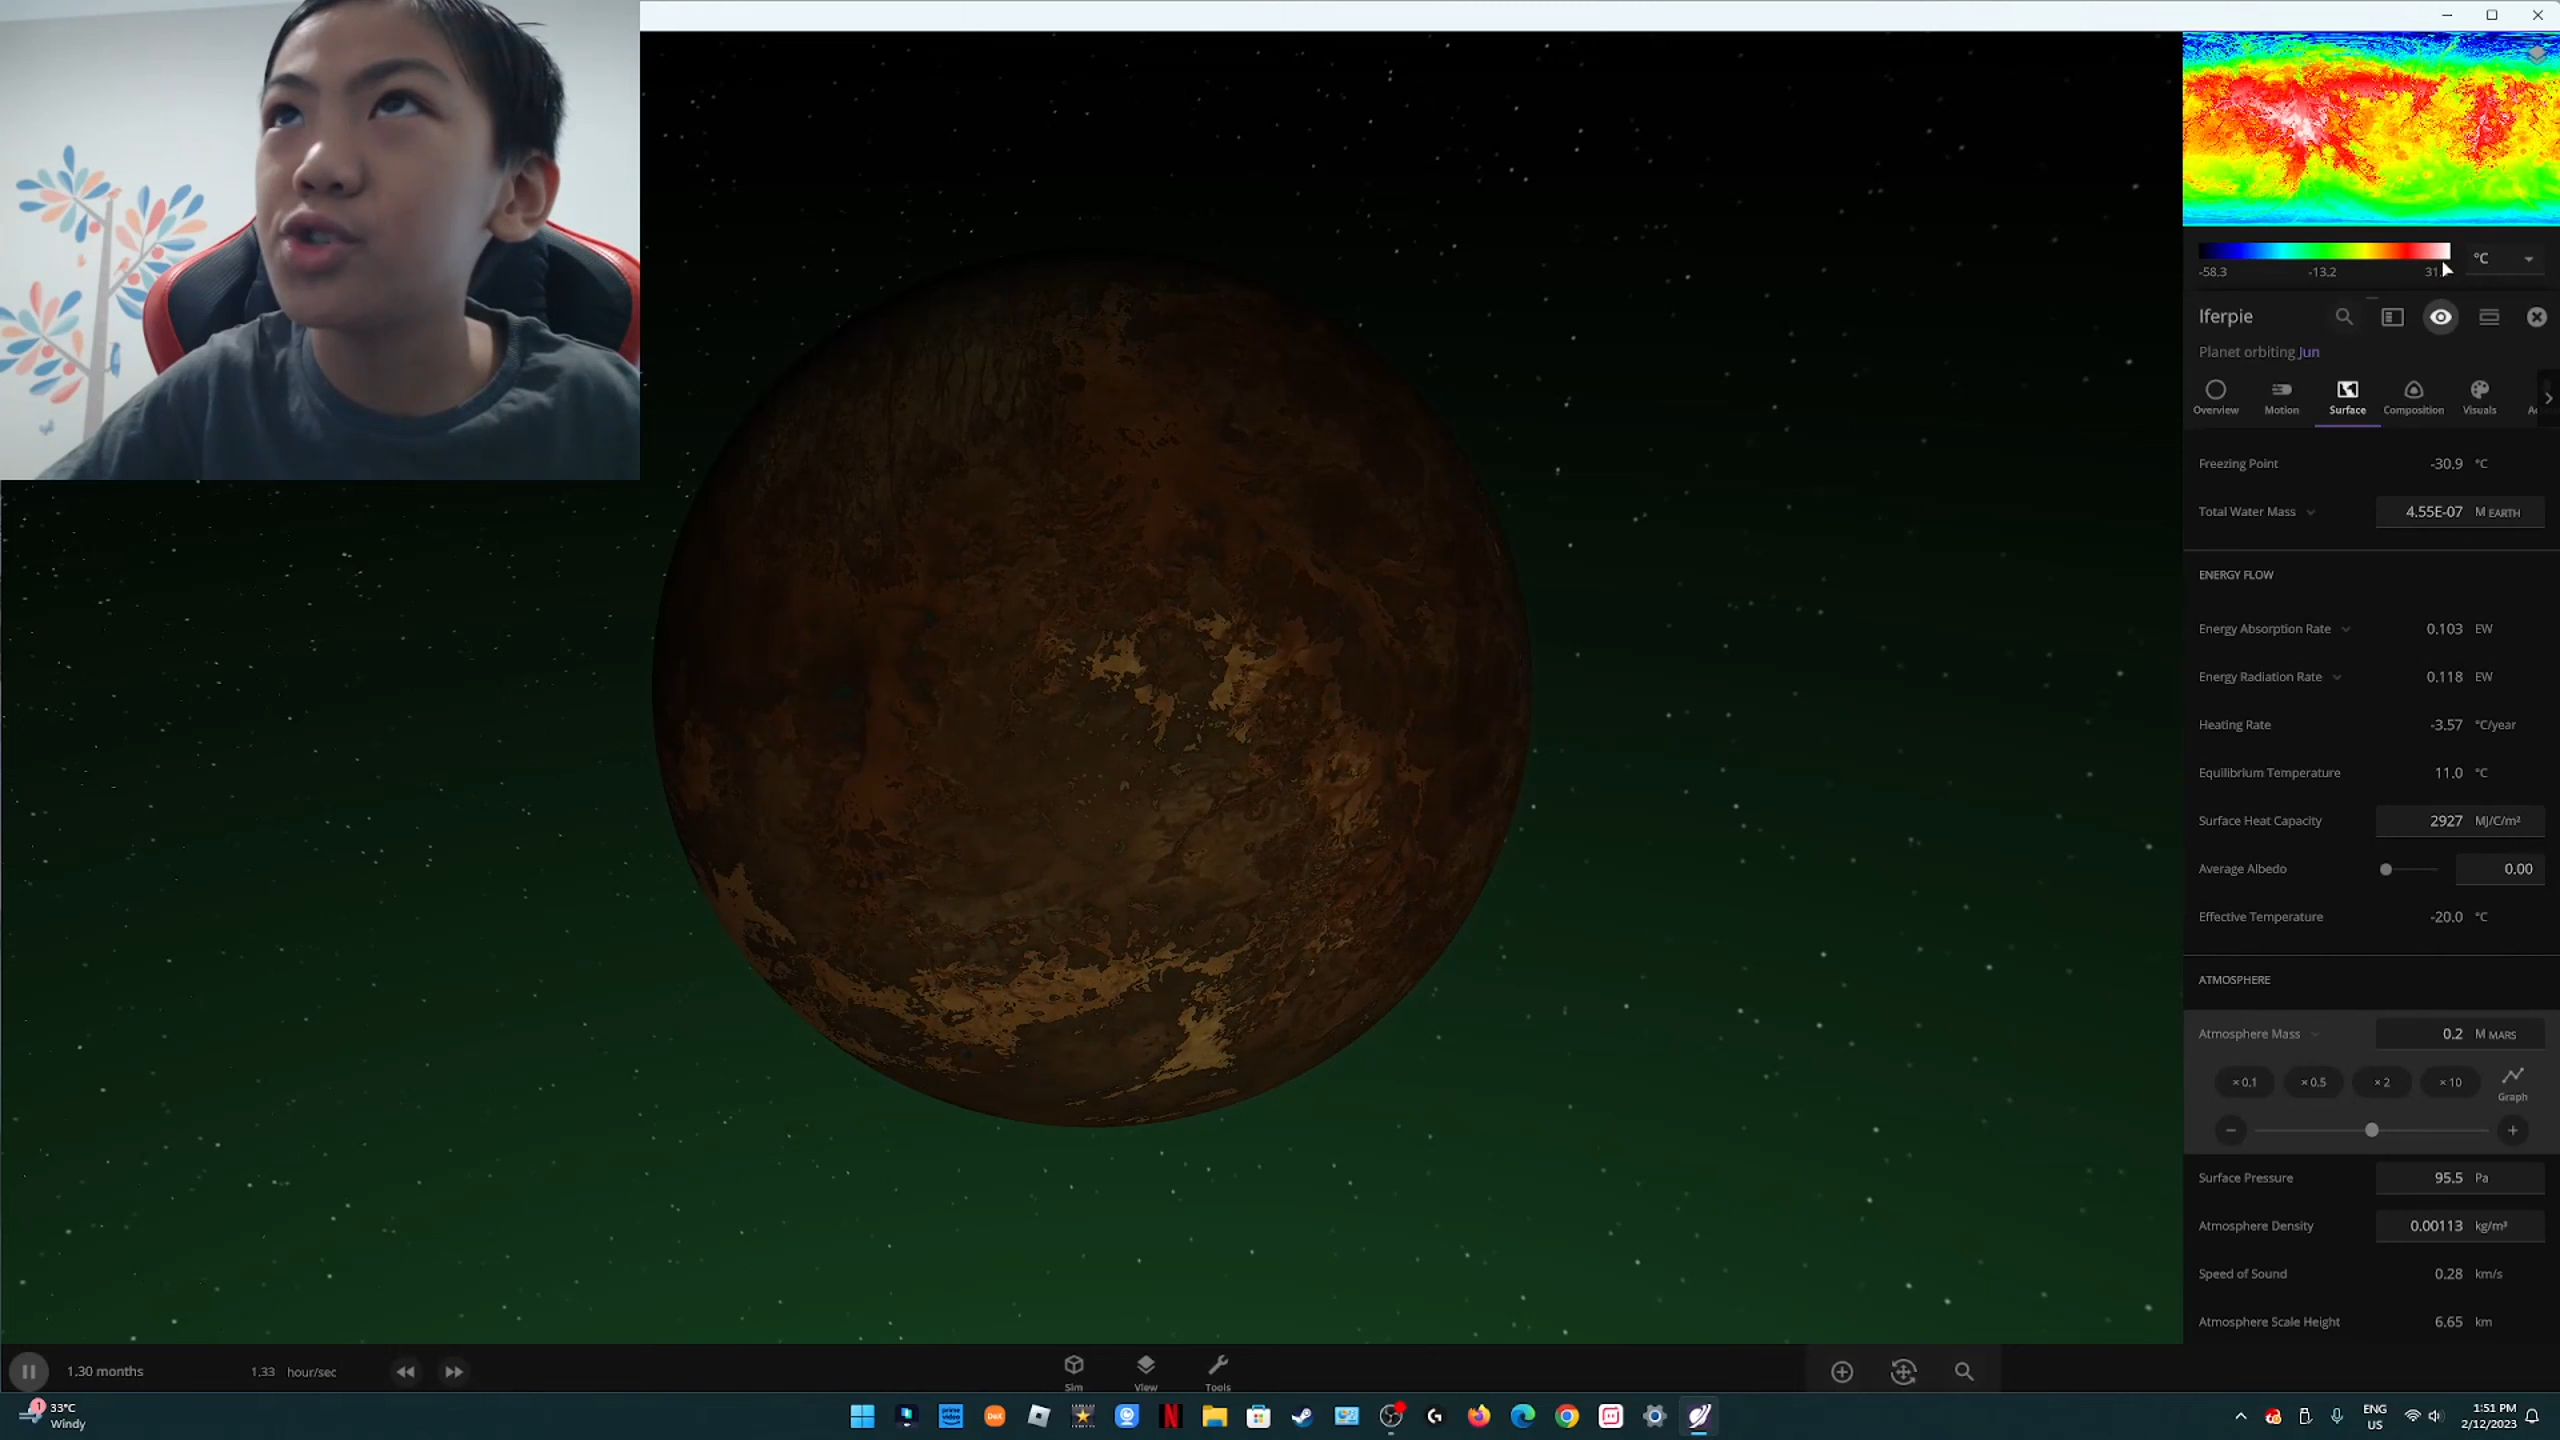 -58.3 -13.2 °C
Iferpie
Planet orbiting Jun
Overview Motion Surface Composition Visuals
Freezing Point -30.9 °C
Total Water Mass 4.55E-07 M EARTH
ENERGY FLOW
Energy Absorption Rate 0.103 EW
Energy Radiation Rate 0.118 EW
Heating Rate -3.57 °C/year
Equilibrium Temperature 11.0 °C
Surface Heat Capacity 2927 MJ/C/m²
Average Albedo 0.00
Effective Temperature -20.0 °C
ATMOSPHERE
Atmosphere Mass 0.2 M MARS
×0.1 ×0.5 ×2 ×10 Graph
Surface Pressure 95.5 Pa
Atmosphere Density 0.00113 kg/m³
Speed of Sound 0.28 km/s
Atmosphere Scale Height 6.65 km
1.30 months 1.33 hour/sec
Sim View Tools
1
33°C
Windy
prime video
DeX
N
G
ENG
US
1:51 PM
2/12/2023